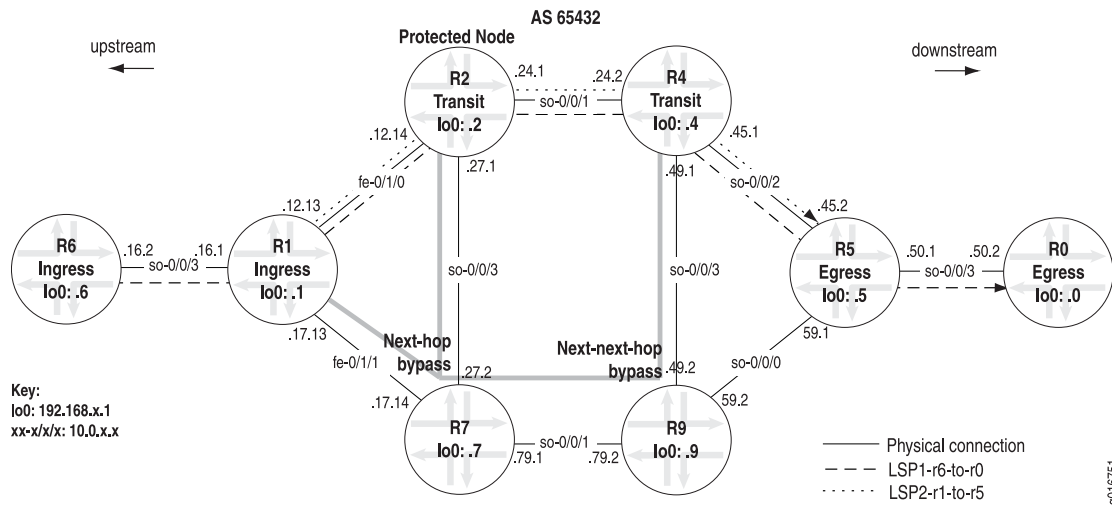 AS 65432
upstream
Protected Node
downstream
R2
Transit
lo0: .2
.24.1
.24.2
so-0/0/1
R4
Transit
lo0: .4
.12.14
.27.1
.49.1
.45.1
fe-0/1/0
so-0/0/2
.12.13
.45.2
R6
Ingress
lo0: .6
.16.2
.16.1
so-0/0/3
R1
Ingress
lo0: .1
so-0/0/3
so-0/0/3
R5
Egress
lo0: .5
.50.1
.50.2
so-0/0/3
R0
Egress
lo0: .0
.17.13
59.1
Next-hop
bypass
Next-next-hop
bypass
fe-0/1/1
so-0/0/0
.27.2
.49.2
.17.14
59.2
Key:
lo0: 192.168.x.1
xx-x/x/x: 10.0.x.x
R7
lo0: .7
.79.1
so-0/0/1
.79.2
R9
lo0: .9
Physical connection
LSP1-r6-to-r0
LSP2-r1-to-r5
g016751